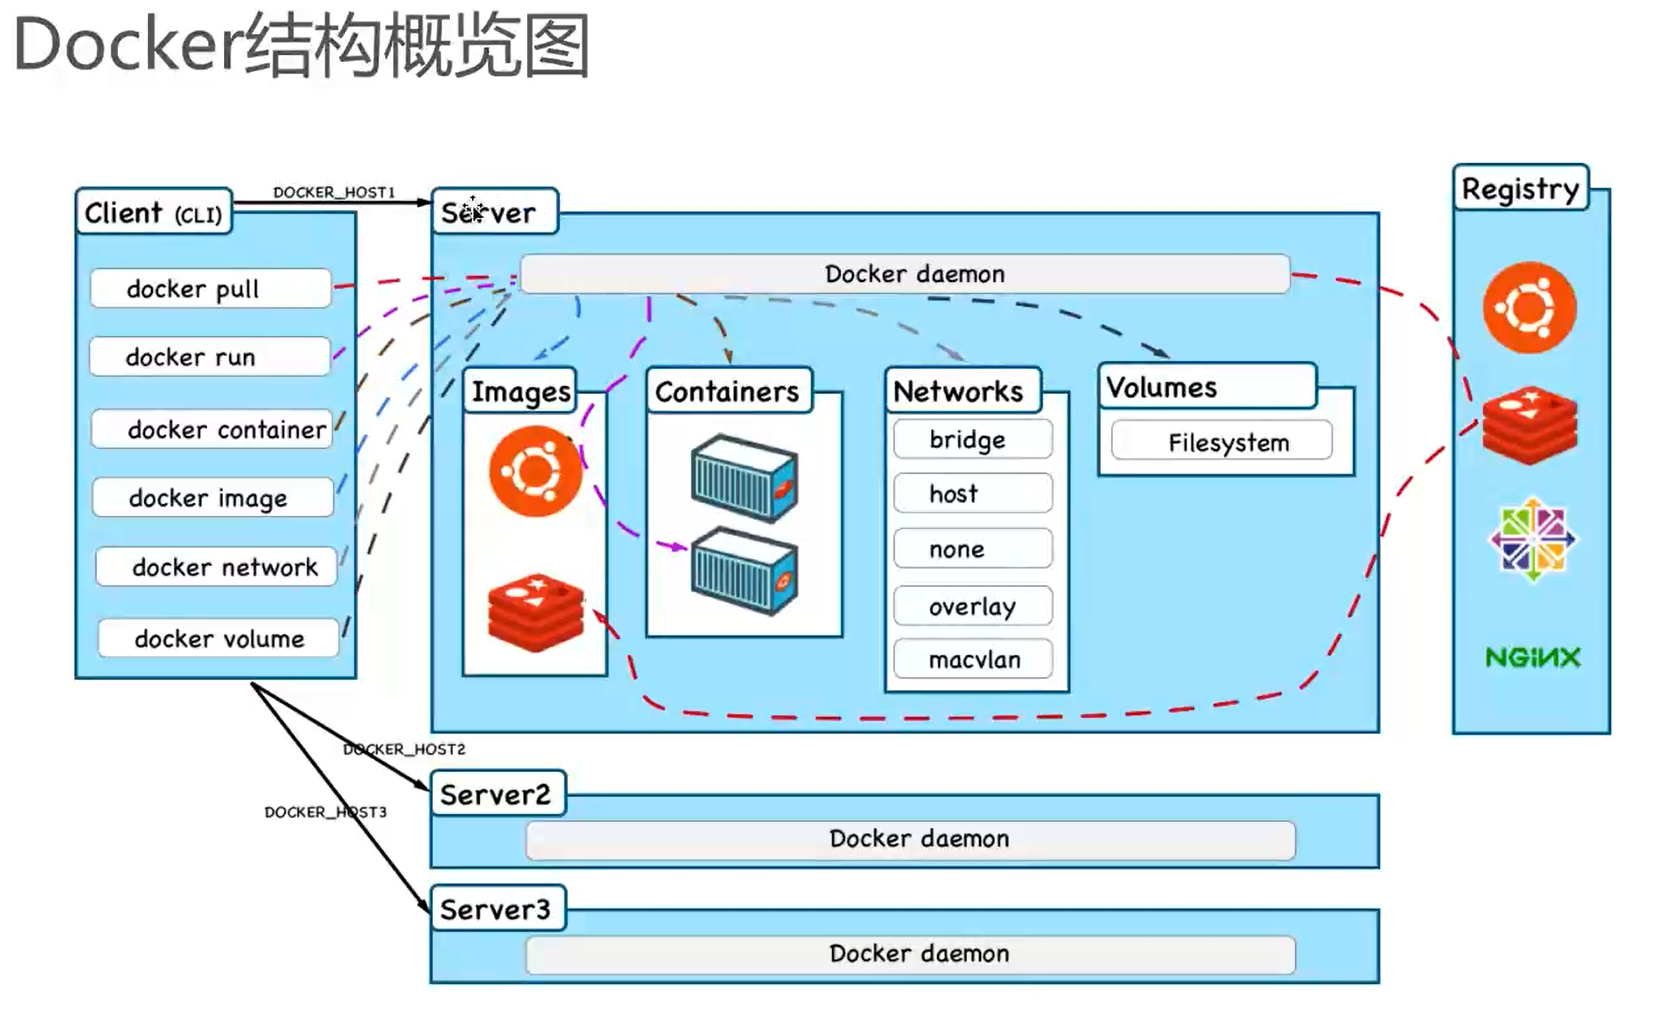 Docker结构概览图
Client (CLI)
docker pull
docker run
docker container
docker image
docker network
docker volume
DOCKER_HOST1
DOCKER_HOST2
DOCKER_HOST3
Server
Docker daemon
Images
Containers
Networks
bridge
host
none
overlay
macvlan
Volumes
Filesystem
Server2
Docker daemon
Server3
Docker daemon
Registry
NGINX